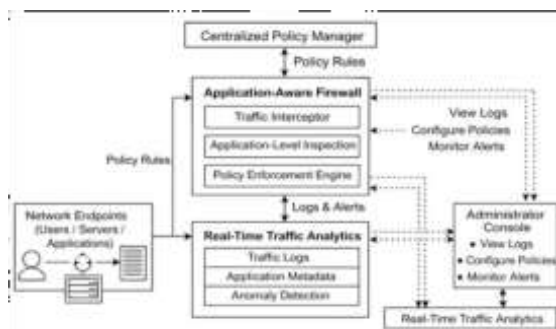 Centralized Policy Manager
Policy Rules
Application-Aware Firewall
Traffic Interceptor
Application-Level Inspection
Policy Enforcement Engine
View Logs
Configure Policies
Monitor Alerts
Policy Rules
Logs & Alerts
Network Endpoints
(Users / Servers /
Applications)
Real-Time Traffic Analytics
Traffic Logs
Application Metadata
Anomaly Detection
Administrator
Console
• View Logs
• Configure Policies
• Monitor Alerts
Real-Time Traffic Analytics